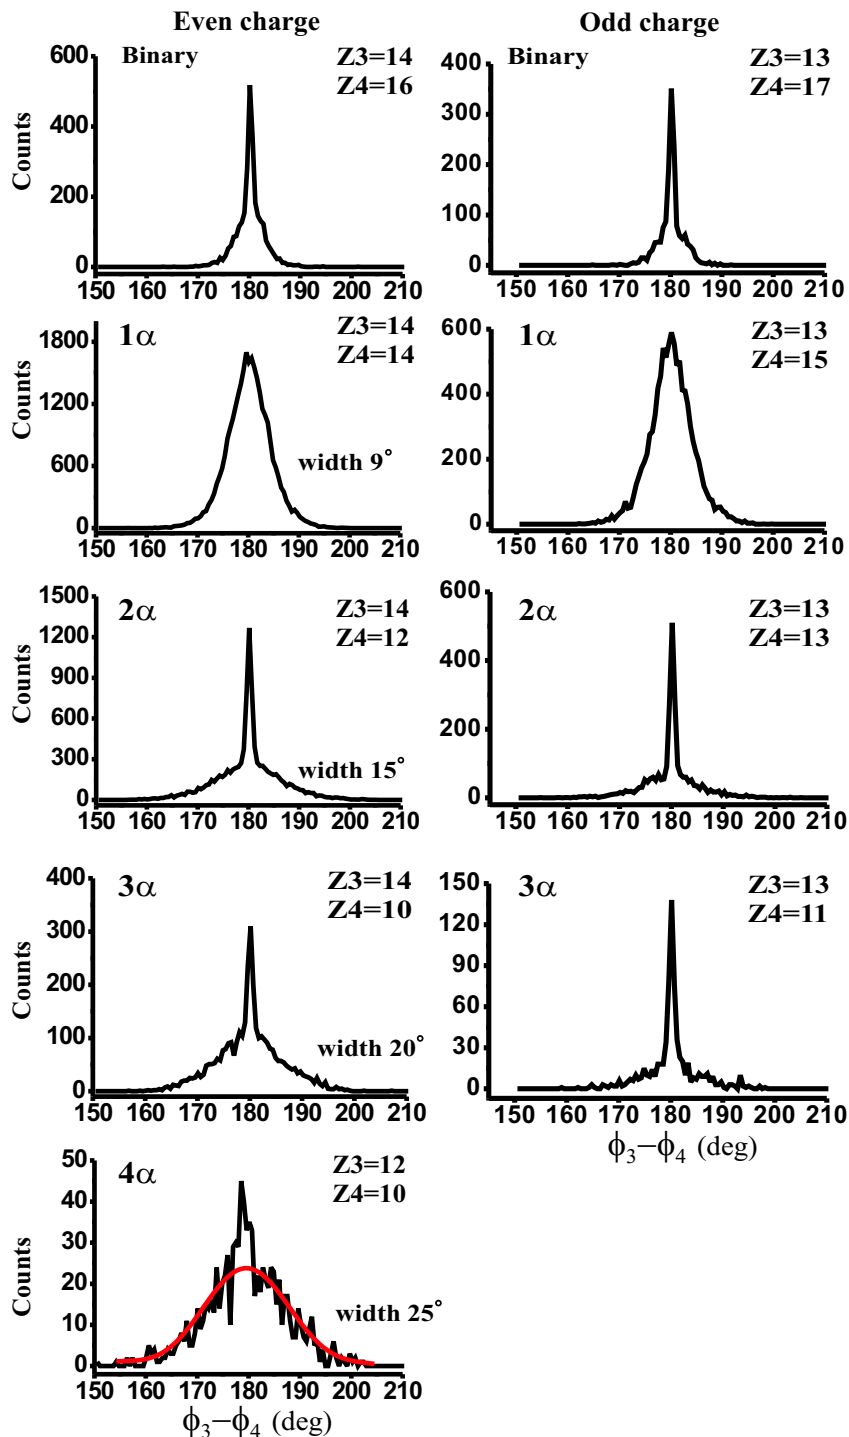 Even charge
Odd charge
Binary
Z3=14
Z4=16
Counts
600
400
200
0
150 160 170 180 190 200 210
Binary
Z3=13
Z4=17
400
300
200
100
0
150 160 170 180 190 200 210
1α
Z3=14
Z4=14
width 9°
Counts
1800
1200
600
0
150 160 170 180 190 200 210
1α
Z3=13
Z4=15
600
400
200
0
150 160 170 180 190 200 210
2α
Z3=14
Z4=12
width 15°
Counts
1500
1200
900
600
300
0
150 160 170 180 190 200 210
2α
Z3=13
Z4=13
600
400
200
0
150 160 170 180 190 200 210
3α
Z3=14
Z4=10
width 20°
Counts
400
300
200
100
0
150 160 170 180 190 200 210
3α
Z3=13
Z4=11
150
120
90
60
30
0
150 160 170 180 190 200 210
ϕ₃−ϕ₄ (deg)
4α
Z3=12
Z4=10
width 25°
Counts
50
40
30
20
10
0
150 160 170 180 190 200 210
ϕ₃−ϕ₄ (deg)